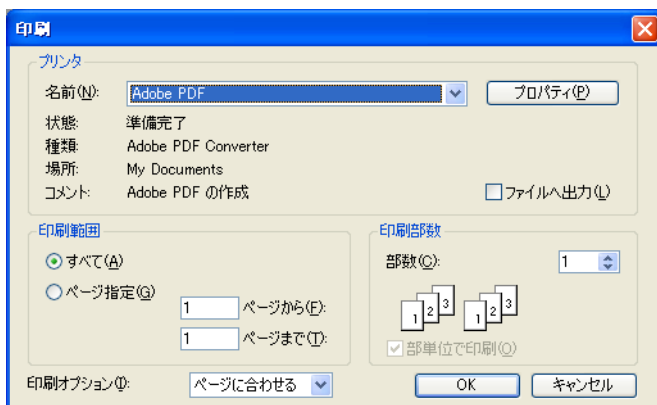 印刷
プリンタ
名前(N): Adobe PDF プロパティ(P)
状態: 準備完了
種類: Adobe PDF Converter
場所: My Documents
コメント: Adobe PDF の作成 ファイルへ出力(L)
印刷範囲
すべて(A)
ページ指定(G)
1 ページから(F):
1 ページまで(T):
印刷部数
部数(C): 1
1 2 3 1 2 3
部単位で印刷(O)
印刷オプション(I): ページに合わせる OK キャンセル